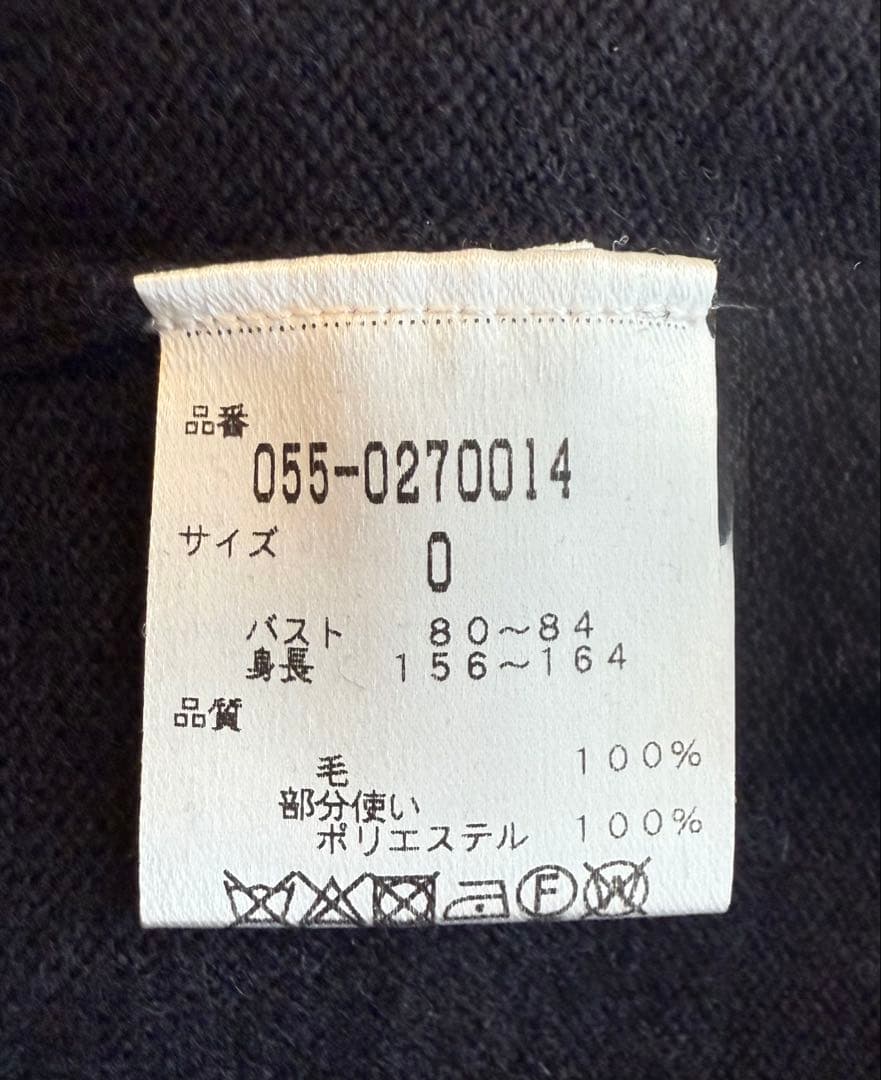 品番
055-0270014
サイズ
0
バスト 80～84
身長 156～164
品質
毛 100%
部分使い
ポリエステル 100%
F W